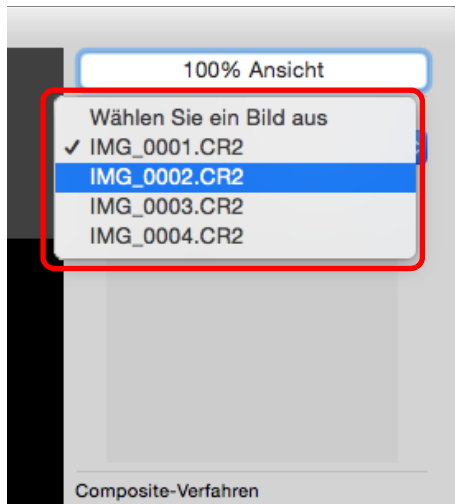 100% Ansicht
Wählen Sie ein Bild aus
✓ IMG_0001.CR2
IMG_0002.CR2
IMG_0003.CR2
IMG_0004.CR2
Composite-Verfahren